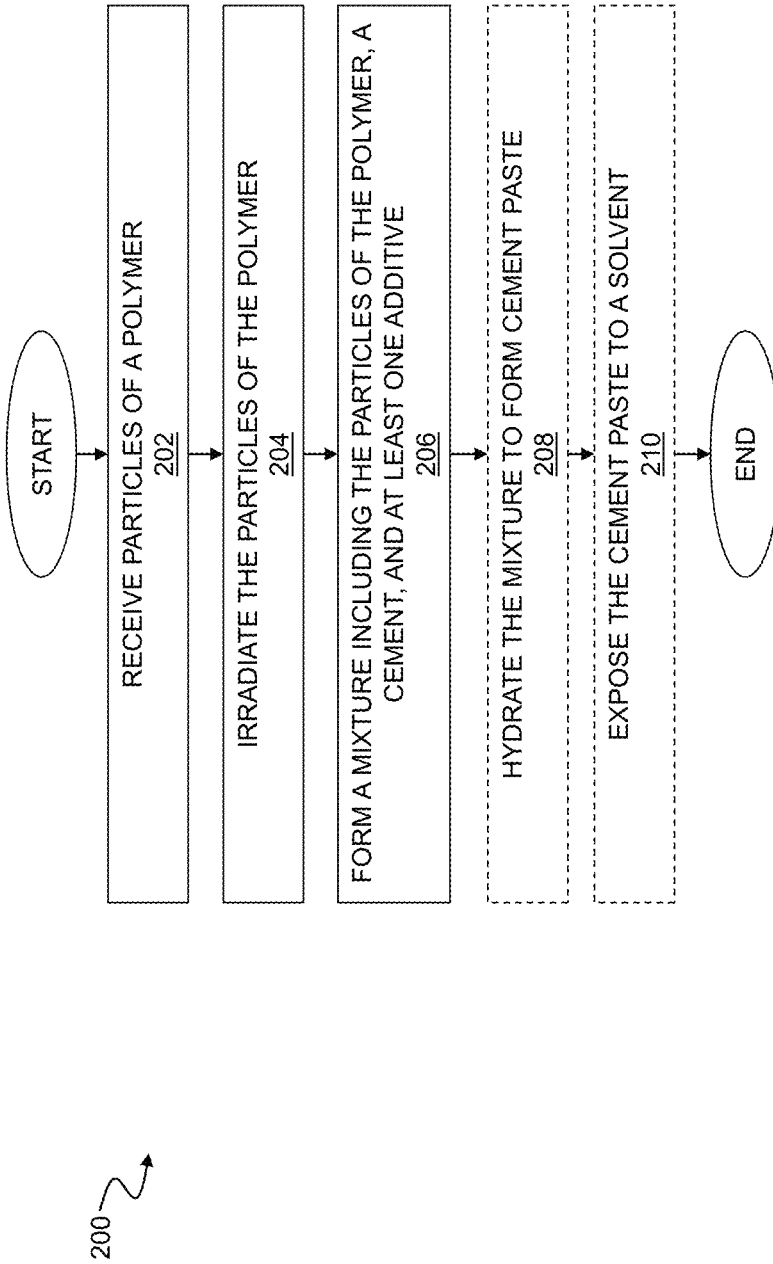 200
START
RECEIVE PARTICLES OF A POLYMER
202
IRRADIATE THE PARTICLES OF THE POLYMER
204
FORM A MIXTURE INCLUDING THE PARTICLES OF THE POLYMER, A
CEMENT, AND AT LEAST ONE ADDITIVE
206
HYDRATE THE MIXTURE TO FORM CEMENT PASTE
208
EXPOSE THE CEMENT PASTE TO A SOLVENT
210
END